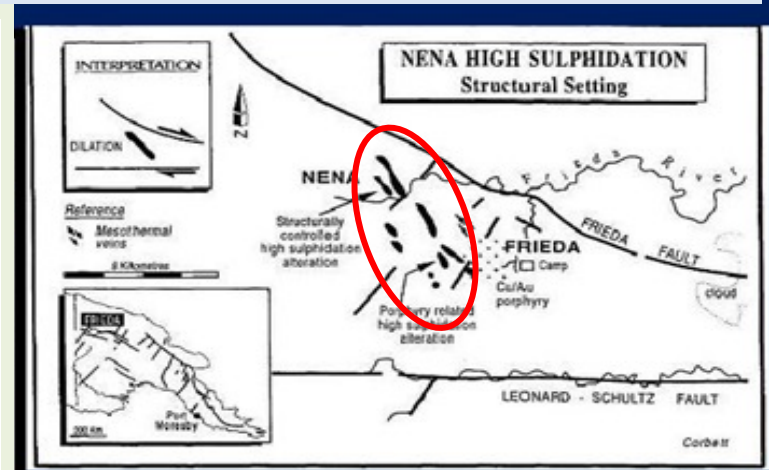 INTERPRETATION
DILATION
Reference
Mesothermal
veins
NENA HIGH SULPHIDATION
Structural Setting
N
NENA
Structurally
controlled
high sulphidation
alteration
Frieda River
FRIEDA
Camp
Cu/Au
porphyry
FRIEDA FAULT
cloud
Porphyry related
high sulphidation
alteration
FRIEDA
Port
Moresby
200 Km
LEONARD - SCHULTZ FAULT
Corbett